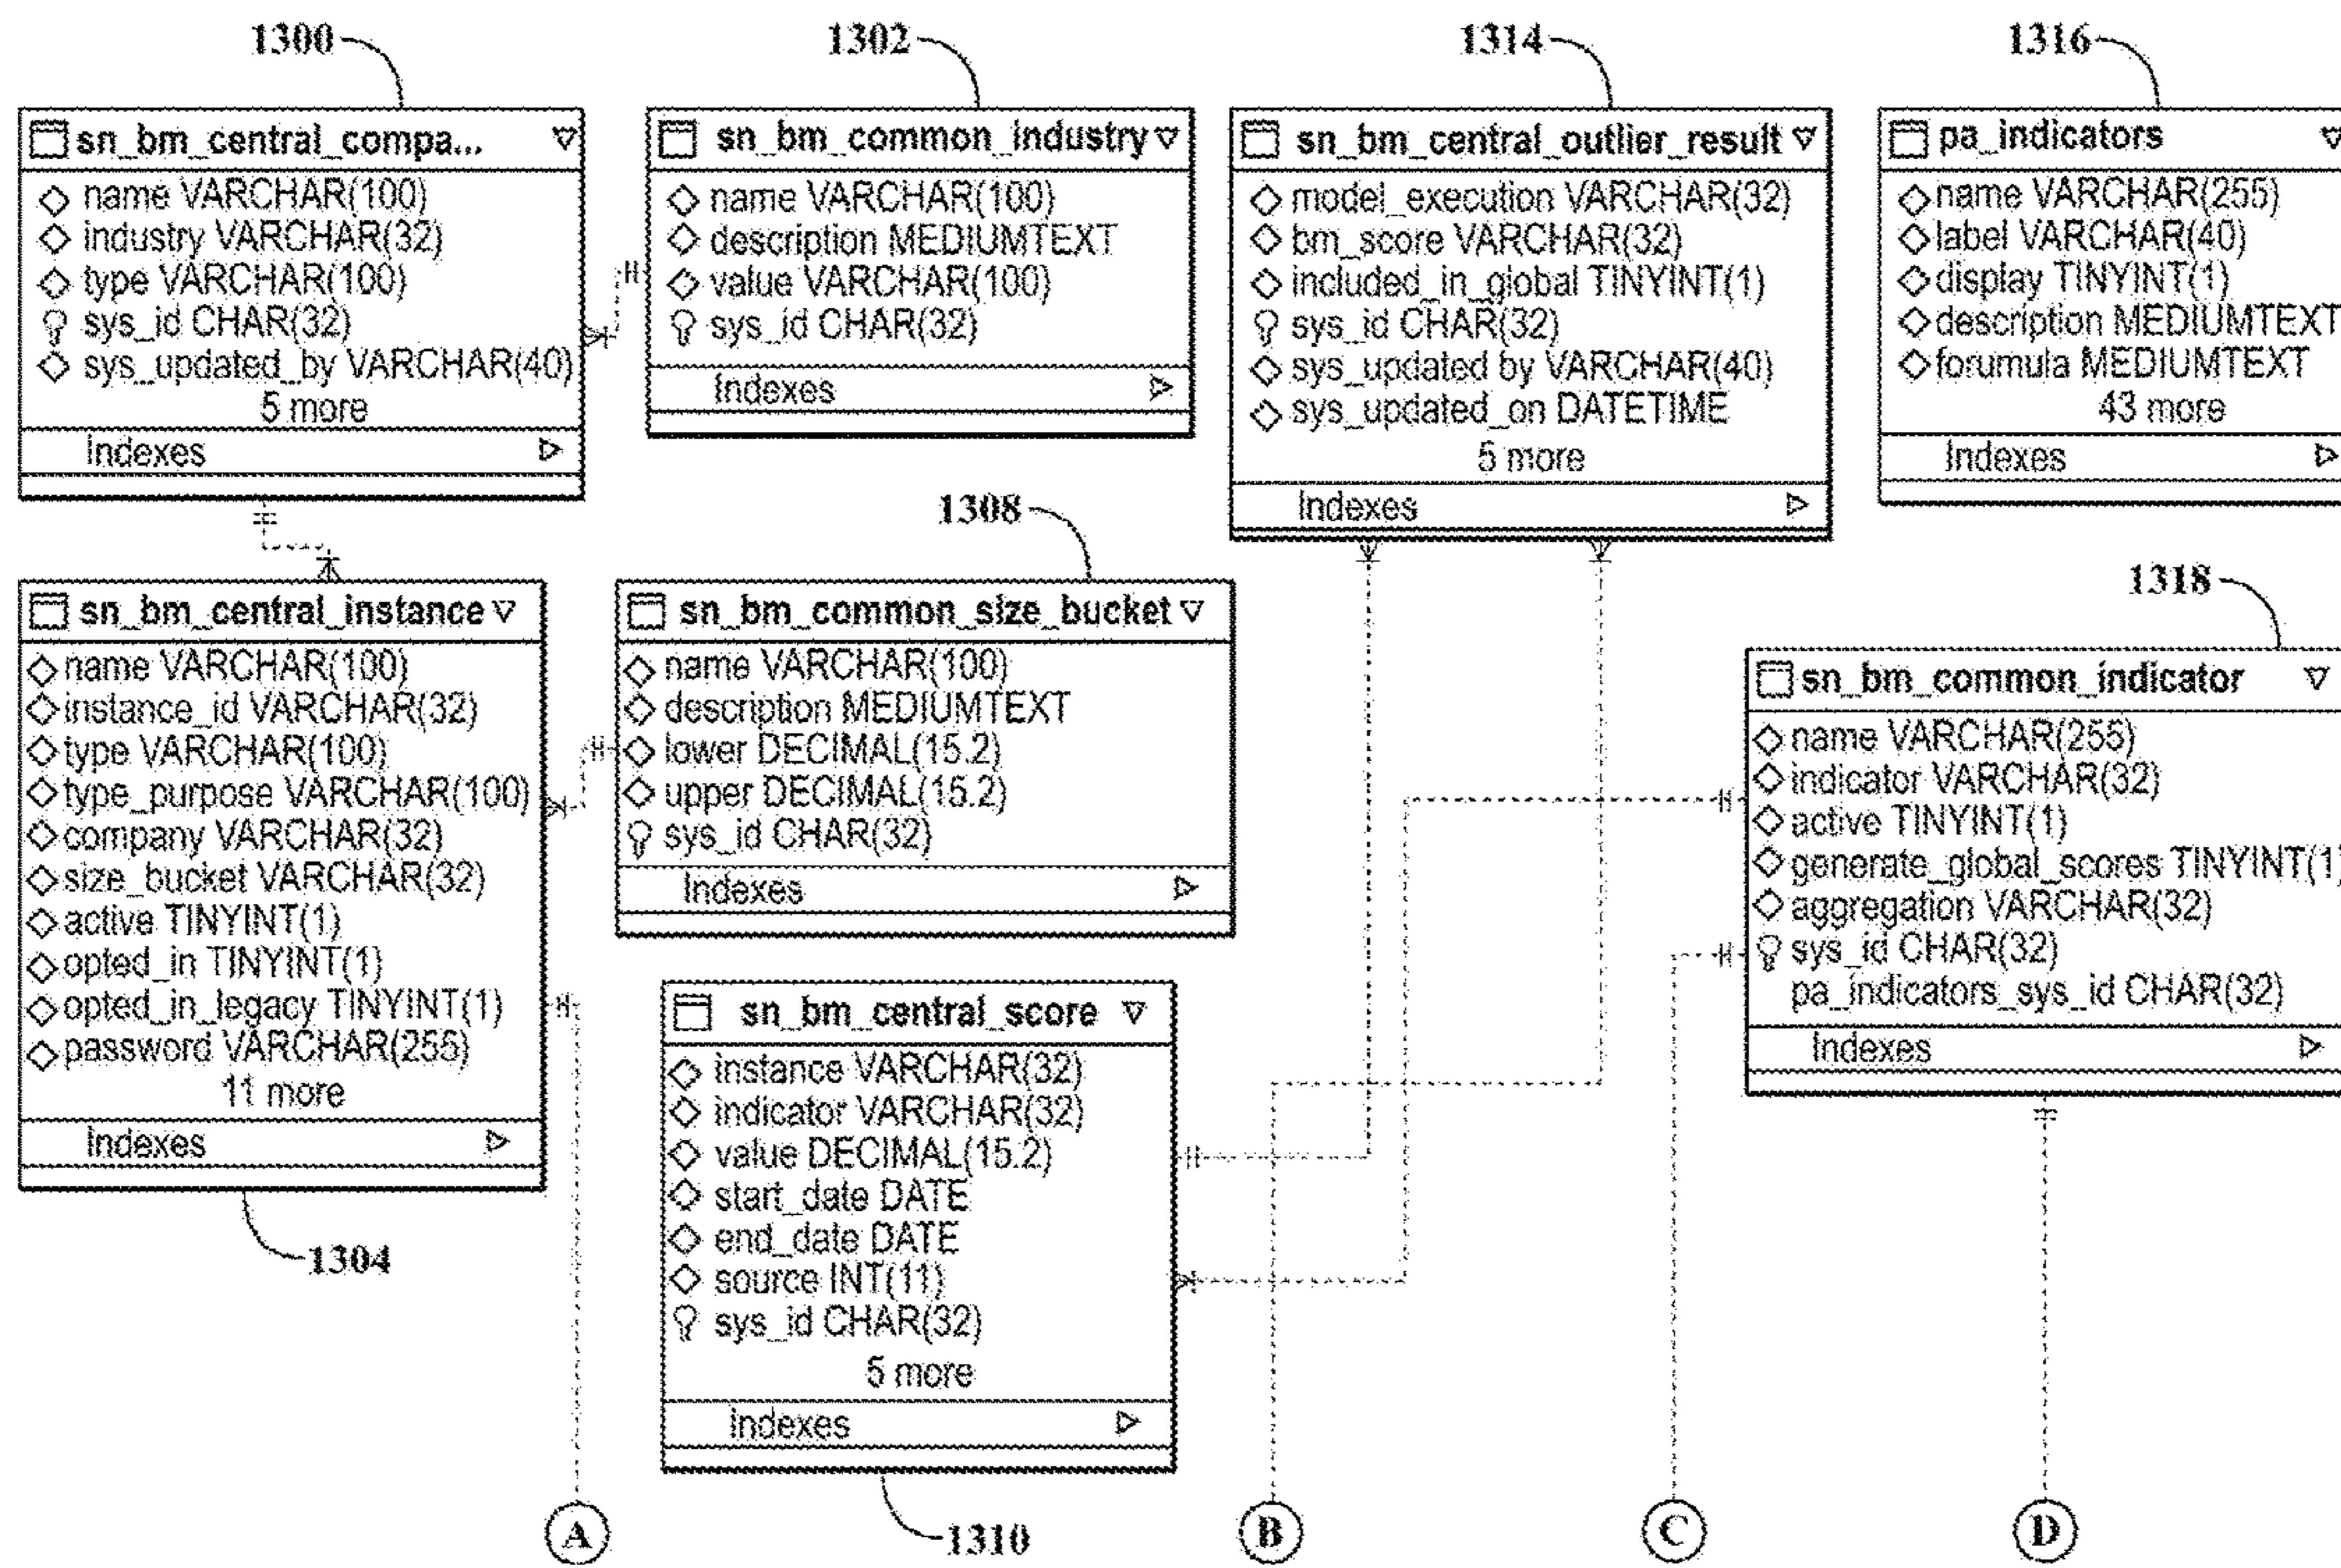 1300
sn_bm_central_compa...
name VARCHAR(100)
industry VARCHAR(32)
type VARCHAR(100)
sys_id CHAR(32)
sys_updated_by VARCHAR(40)
5 more
Indexes
1302
sn_bm_common_industry
name VARCHAR(100)
description MEDIUMTEXT
value VARCHAR(100)
sys_id CHAR(32)
Indexes
1314
sn_bm_central_outlier_result
model_execution VARCHAR(32)
bm_score VARCHAR(32)
included_in_global TINYINT(1)
sys_id CHAR(32)
sys_updated by VARCHAR(40)
sys_updated_on DATETIME
5 more
Indexes
1316
pa_indicators
name VARCHAR(255)
label VARCHAR(40)
display TINYINT(1)
description MEDIUMTEXT
forumula MEDIUMTEXT
43 more
Indexes
sn_bm_central_instance
name VARCHAR(100)
instance_id VARCHAR(32)
type VARCHAR(100)
type_purpose VARCHAR(100)
company VARCHAR(32)
size_bucket VARCHAR(32)
active TINYINT(1)
opted_in TINYINT(1)
opted_in_legacy TINYINT(1)
password VARCHAR(255)
11 more
Indexes
1304
1308
sn_bm_common_size_bucket
name VARCHAR(100)
description MEDIUMTEXT
lower DECIMAL(15.2)
upper DECIMAL(15.2)
sys_id CHAR(32)
Indexes
sn_bm_central_score
instance VARCHAR(32)
indicator VARCHAR(32)
value DECIMAL(15.2)
start_date DATE
end_date DATE
source INT(11)
sys_id CHAR(32)
5 more
Indexes
1310
1318
sn_bm_common_indicator
name VARCHAR(255)
indicator VARCHAR(32)
active TINYINT(1)
generate_global_scores TINYINT(1)
aggregation VARCHAR(32)
sys_id CHAR(32)
pa_indicators_sys_id CHAR(32)
Indexes
A
B
C
D